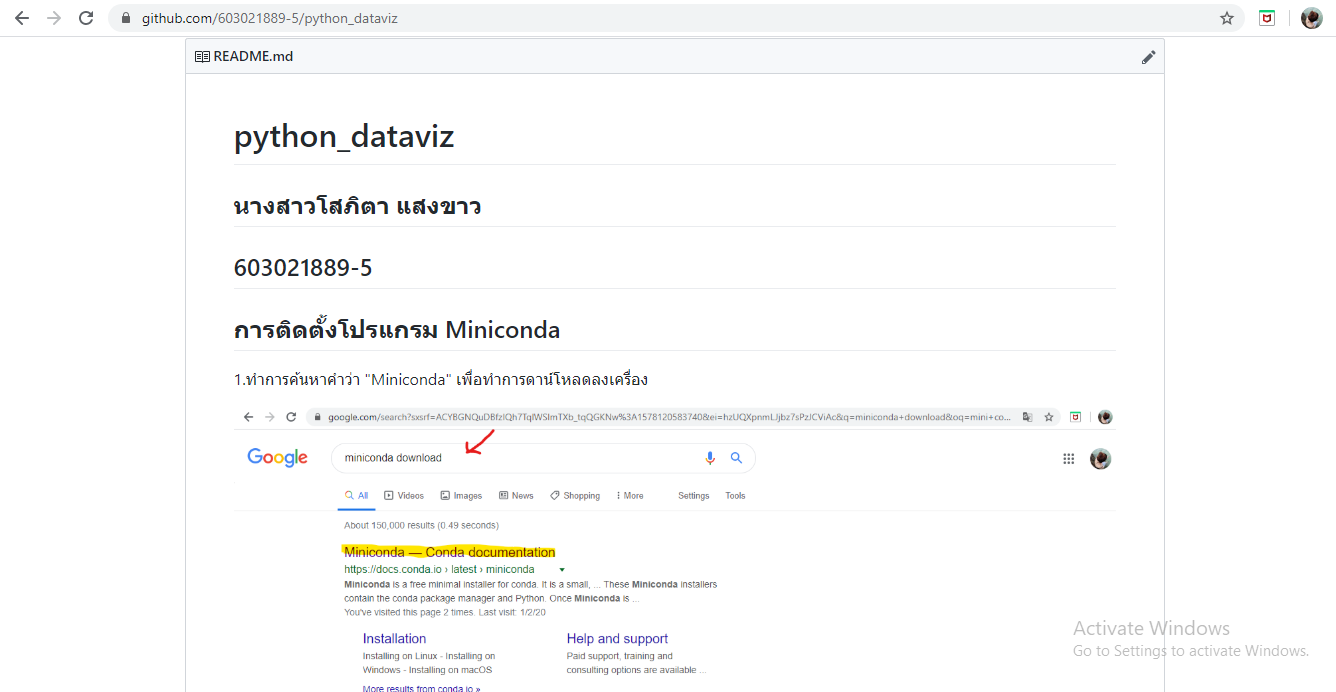 github.com/603021889-5/python_dataviz
README.md
python_dataviz
นางสาวโสภิตา แสงขาว
603021889-5
การติดตั้งโปรแกรม Miniconda
1.ทำการค้นหาคำว่า "Miniconda" เพื่อทำการดาน์โหลดลงเครื่อง
google.com/search?sxsrf=
Google
miniconda download
All Videos Images News Shopping More Settings Tools
About 150,000 results (0.49 seconds)
Miniconda — Conda documentation
https://docs.conda.io › latest › miniconda
Miniconda is a free minimal installer for conda. It is a small, ... These Miniconda installers
contain the conda package manager and Python. Once Miniconda is ...
You've visited this page 2 times. Last visit: 1/2/20
Installation
Installing on Linux - Installing on
Windows - Installing on macOS
Help and support
Paid support, training and
consulting options are available ...
More results from conda.io »
Activate Windows
Go to Settings to activate Windows.